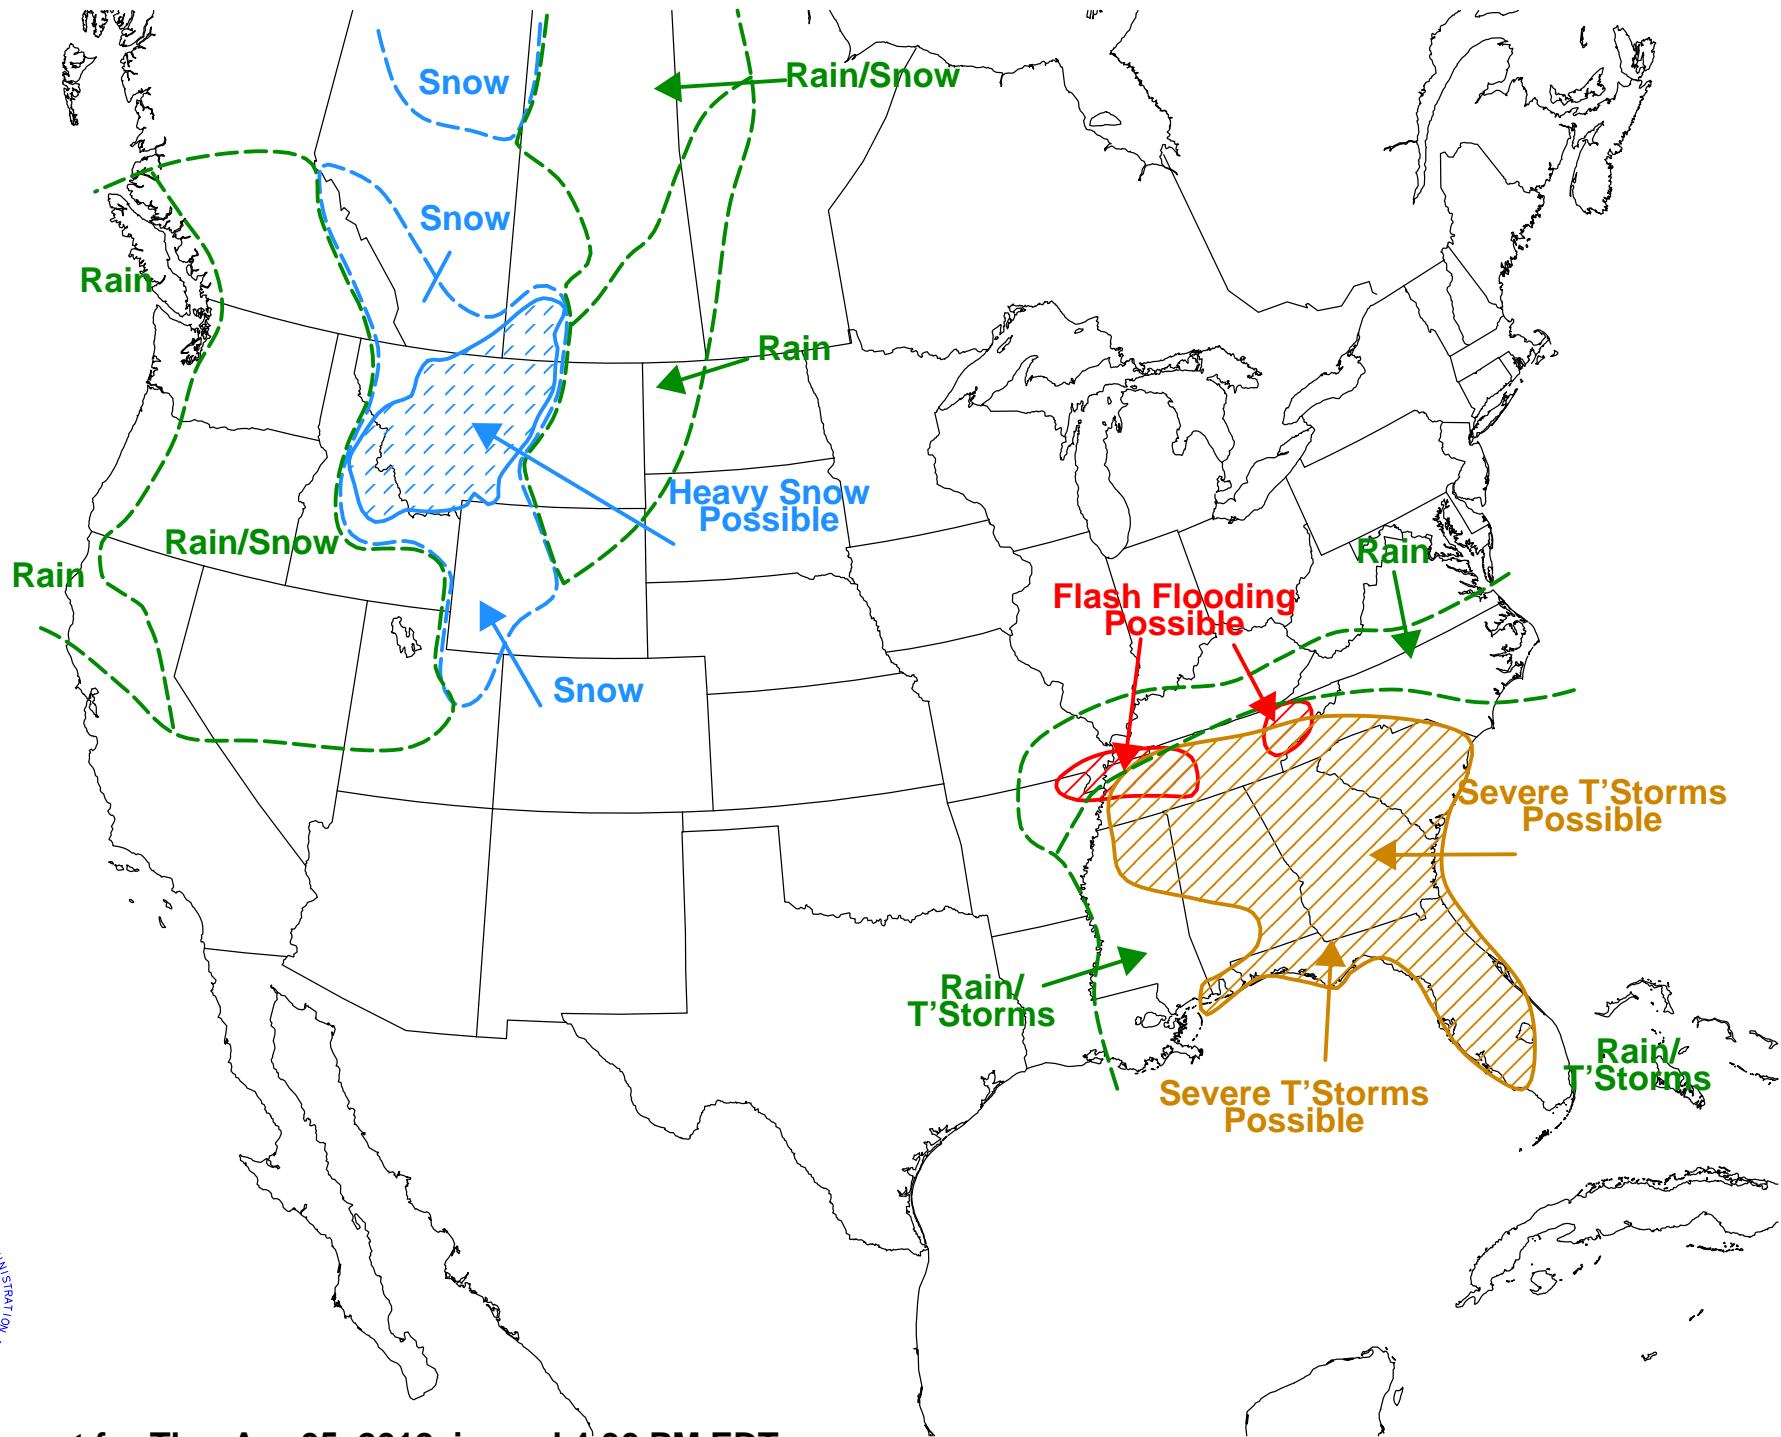 Snow
Rain/Snow
Snow
Rain
Rain
Heavy Snow
Possible
Rain/Snow
Rain
Rain
Flash Flooding
Possible
Snow
Severe T'Storms
Possible
Rain/
T'Storms
Rain/
T'Storms
Severe T'Storms
Possible